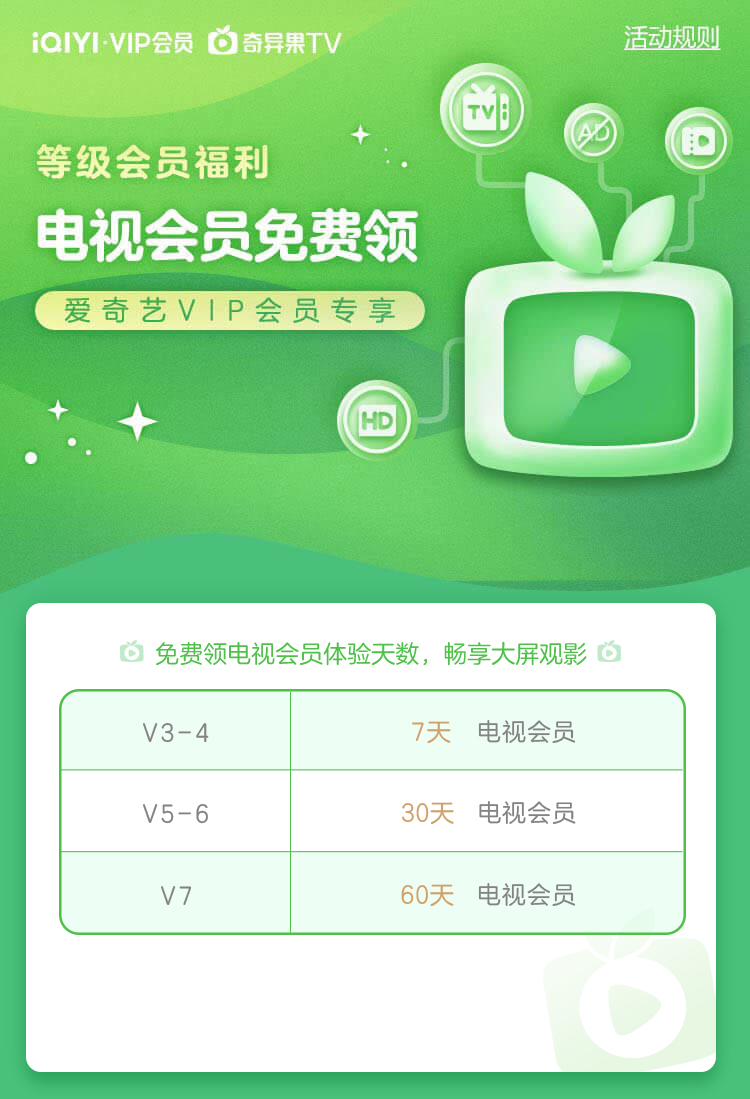 iQIYI·VIP会员 奇异果TV
活动规则
TV
AD
等级会员福利
电视会员免费领
爱奇艺VIP会员专享
HD
免费领电视会员体验天数，畅享大屏观影
V3-4 7天 电视会员
V5-6 30天 电视会员
V7 60天 电视会员